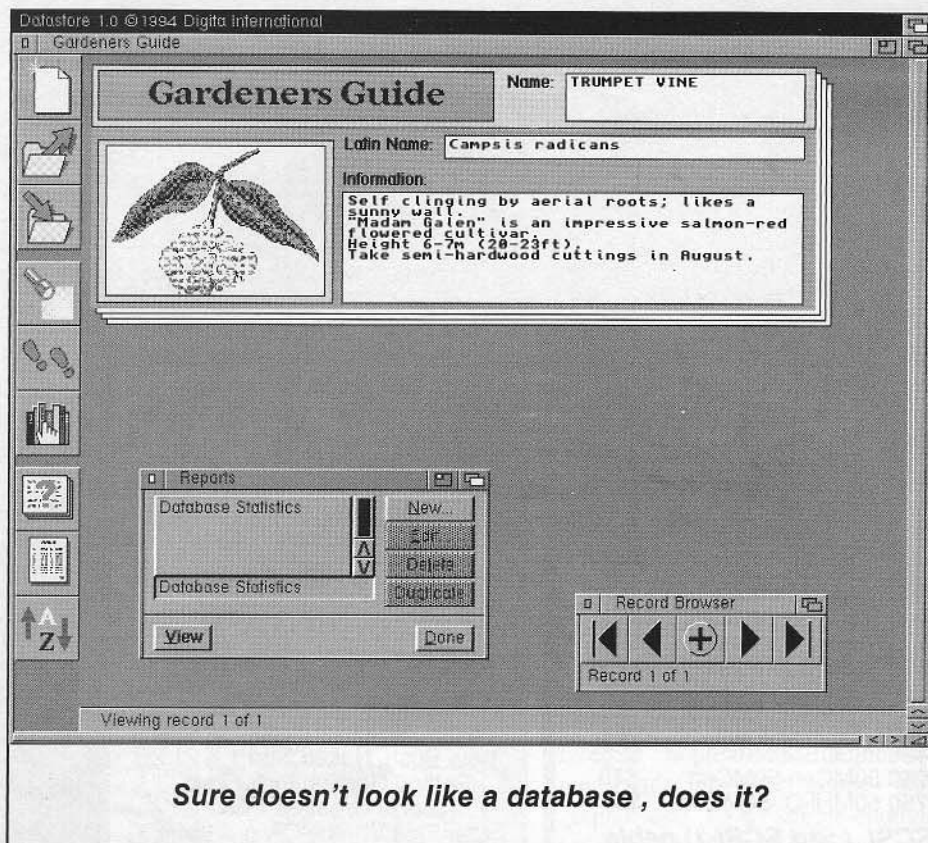 Datastore 1.0 ©1994 Digita International
Gardeners Guide
Gardeners Guide
Name: TRUMPET VINE
Latin Name: Campsis radicans
Information:
Self clinging by aerial roots; likes a
sunny wall.
"Madam Galen" is an impressive salmon-red
flowered cultivar.
Height 6-7m (20-23ft).
Take semi-hardwood cuttings in August.
Reports
Database Statistics
New...
Edit...
Delete
Database Statistics
Duplicate
View
Done
Record Browser
Record 1 of 1
A
Z
Viewing record 1 of 1
Sure doesn't look like a database , does it?